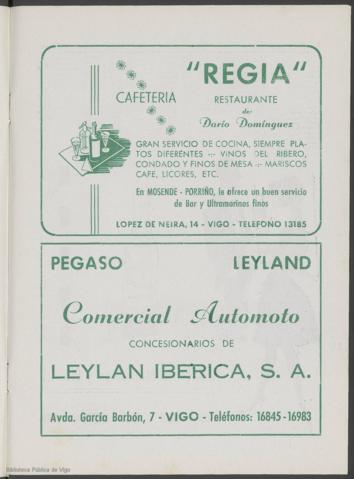 "REGIA"
CAFETERIA
RESTAURANTE
de
Darío Domínguez
GRAN SERVICIO DE COCINA, SIEMPRE PLA-
TOS DIFERENTES -:- VINOS DEL RIBERO,
CONDADO Y FINOS DE MESA -:- MARISCOS
CAFE, LICORES, ETC.
En MOSENDE - PORRIÑO, le ofrece un buen servicio
de Bar y Ultramarinos finos
LOPEZ DE NEIRA, 14 - VIGO - TELEFONO 13185
PEGASO LEYLAND
Comercial Automoto
CONCESIONARIOS DE
LEYLAN IBERICA, S. A.
Avda. García Barbón, 7 - VIGO - Teléfonos: 16845 - 16983
Biblioteca Pública de Vigo